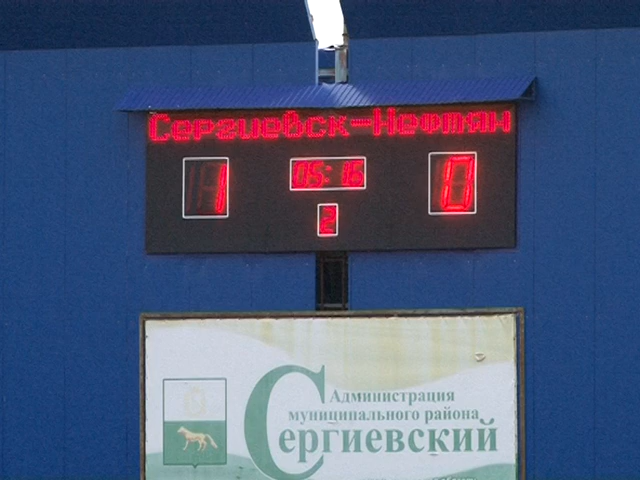 Сергиевск-Нефтян
1 05:16 0
2
Администрация
муниципального района
Сергиевский